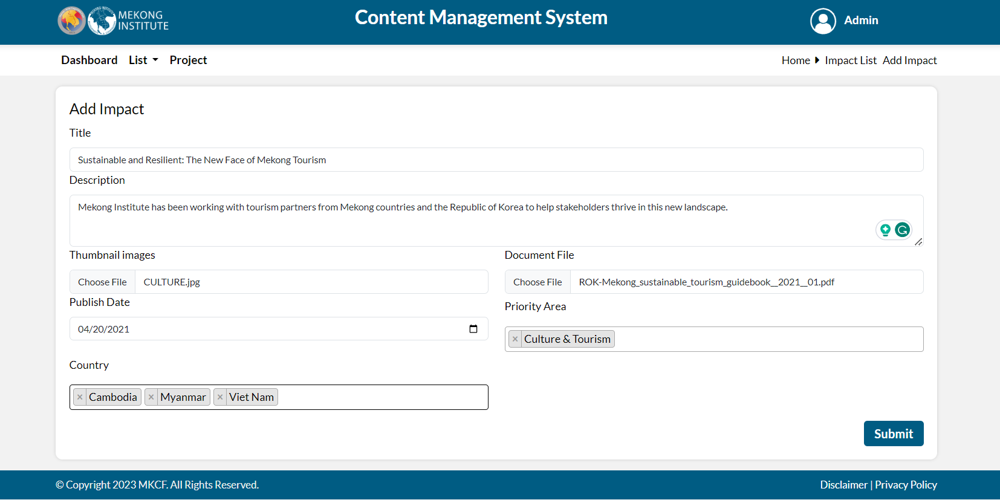 MEKONG
INSTITUTE
Content Management System
Admin
Dashboard List Project
Home Impact List Add Impact
Add Impact
Title
Sustainable and Resilient: The New Face of Mekong Tourism
Description
Mekong Institute has been working with tourism partners from Mekong countries and the Republic of Korea to help stakeholders thrive in this new landscape.
Thumbnail images
Choose File CULTURE.jpg
Document File
Choose File ROK-Mekong_sustainable_tourism_guidebook__2021__01.pdf
Publish Date
04/20/2021
Priority Area
× Culture & Tourism
Country
× Cambodia × Myanmar × Viet Nam
Submit
© Copyright 2023 MKCF. All Rights Reserved.
Disclaimer | Privacy Policy